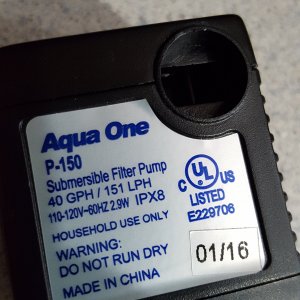 Aqua One
P-150
Submersible Filter Pump
40 GPH / 151 LPH
110-120V~60HZ 2.9W IPX8
HOUSEHOLD USE ONLY
WARNING:
DO NOT RUN DRY
MADE IN CHINA
C UL US
LISTED
E229706
01/16